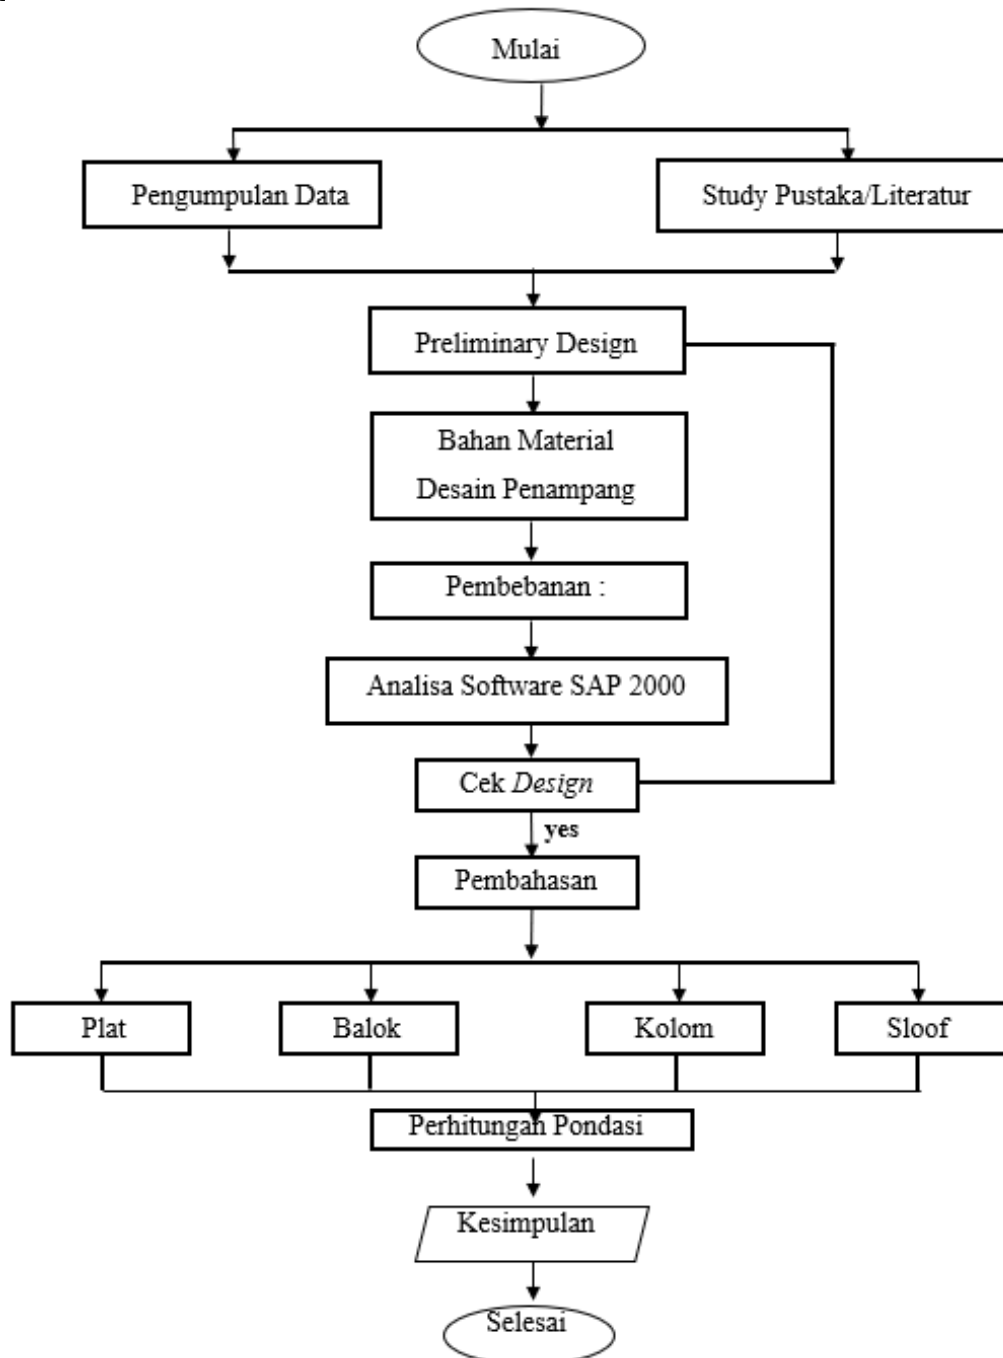 Mulai
Pengumpulan Data
Study Pustaka/Literatur
Preliminary Design
Bahan Material
Desain Penampang
Pembebanan :
Analisa Software SAP 2000
Cek Design
yes
Pembahasan
Plat
Balok
Kolom
Sloof
Perhitungan Pondasi
Kesimpulan
Selesai